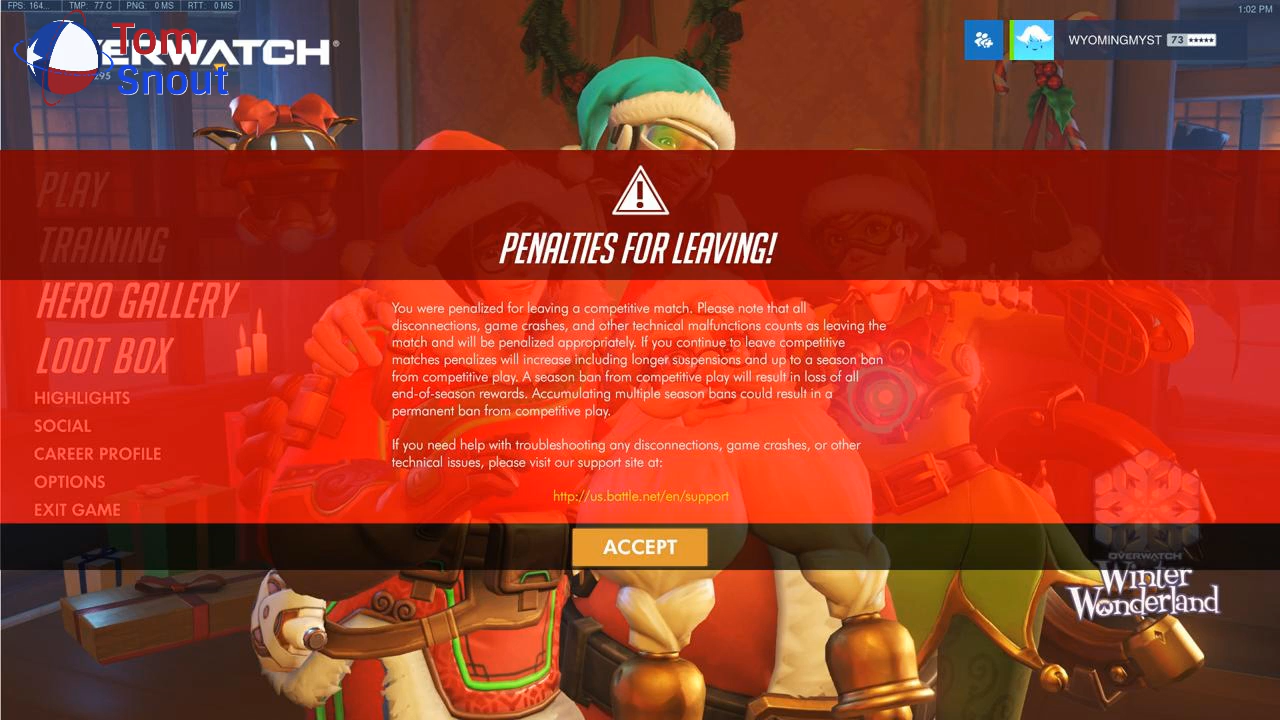 FPS: 164... TMP: 77 C PNG: 0 MS RTT: 0 MS
1:02 PM
Tom
Snout
ERWATCH
295
WYOMINGMYST 73
PLAY
TRAINING
HERO GALLERY
LOOT BOX
HIGHLIGHTS
SOCIAL
CAREER PROFILE
OPTIONS
EXIT GAME
PENALTIES FOR LEAVING!
You were penalized for leaving a competitive match. Please note that all
disconnections, game crashes, and other technical malfunctions counts as leaving the
match and will be penalized appropriately. If you continue to leave competitive
matches penalizes will increase including longer suspensions and up to a season ban
from competitive play. A season ban from competitive play will result in loss of all
end-of-season rewards. Accumulating multiple season bans could result in a
permanent ban from competitive play.
If you need help with troubleshooting any disconnections, game crashes, or other
technical issues, please visit our support site at:
http://us.battle.net/en/support
ACCEPT
OVERWATCH
Winter
Wonderland